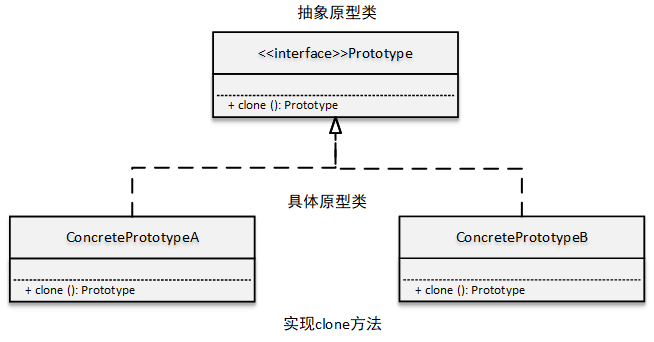 抽象原型类
<<interface>>Prototype
+ clone (): Prototype
具体原型类
ConcretePrototypeA
+ clone (): Prototype
ConcretePrototypeB
+ clone (): Prototype
实现clone方法